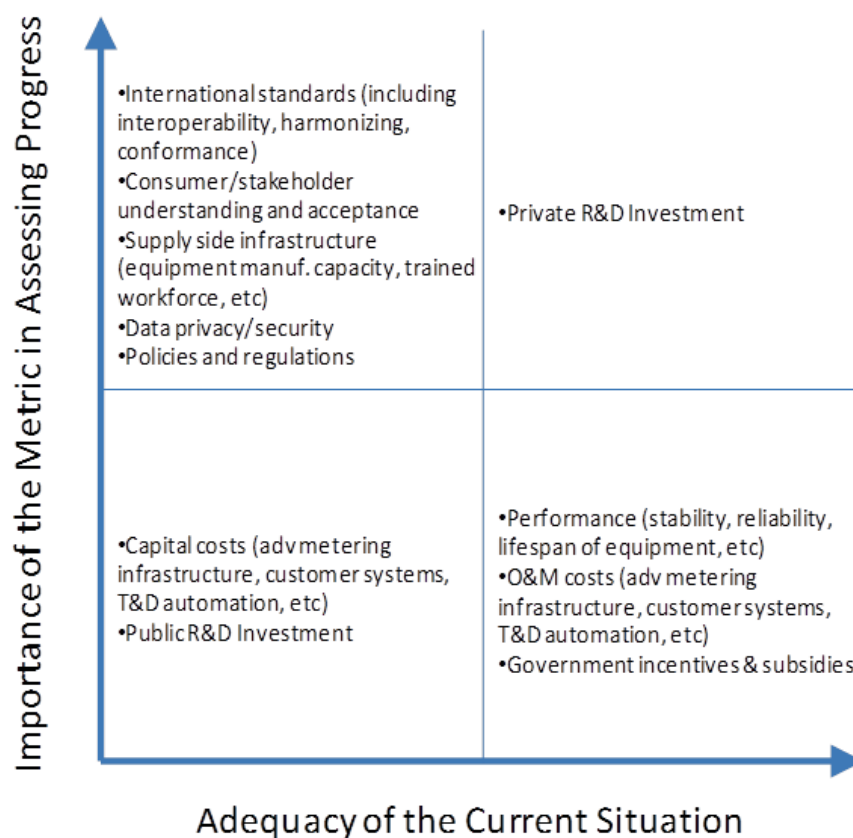 Importance of the Metric in Assessing Progress
•International standards (including
interoperability, harmonizing,
conformance)
•Consumer/stakeholder
understanding and acceptance
•Supply side infrastructure
(equipment manuf. capacity, trained
workforce, etc)
•Data privacy/security
•Policies and regulations
•Private R&D Investment
•Capital costs (adv metering
infrastructure, customer systems,
T&D automation, etc)
•Public R&D Investment
•Performance (stability, reliability,
lifespan of equipment, etc)
•O&M costs (adv metering
infrastructure, customer systems,
T&D automation, etc)
•Government incentives & subsidies
Adequacy of the Current Situation